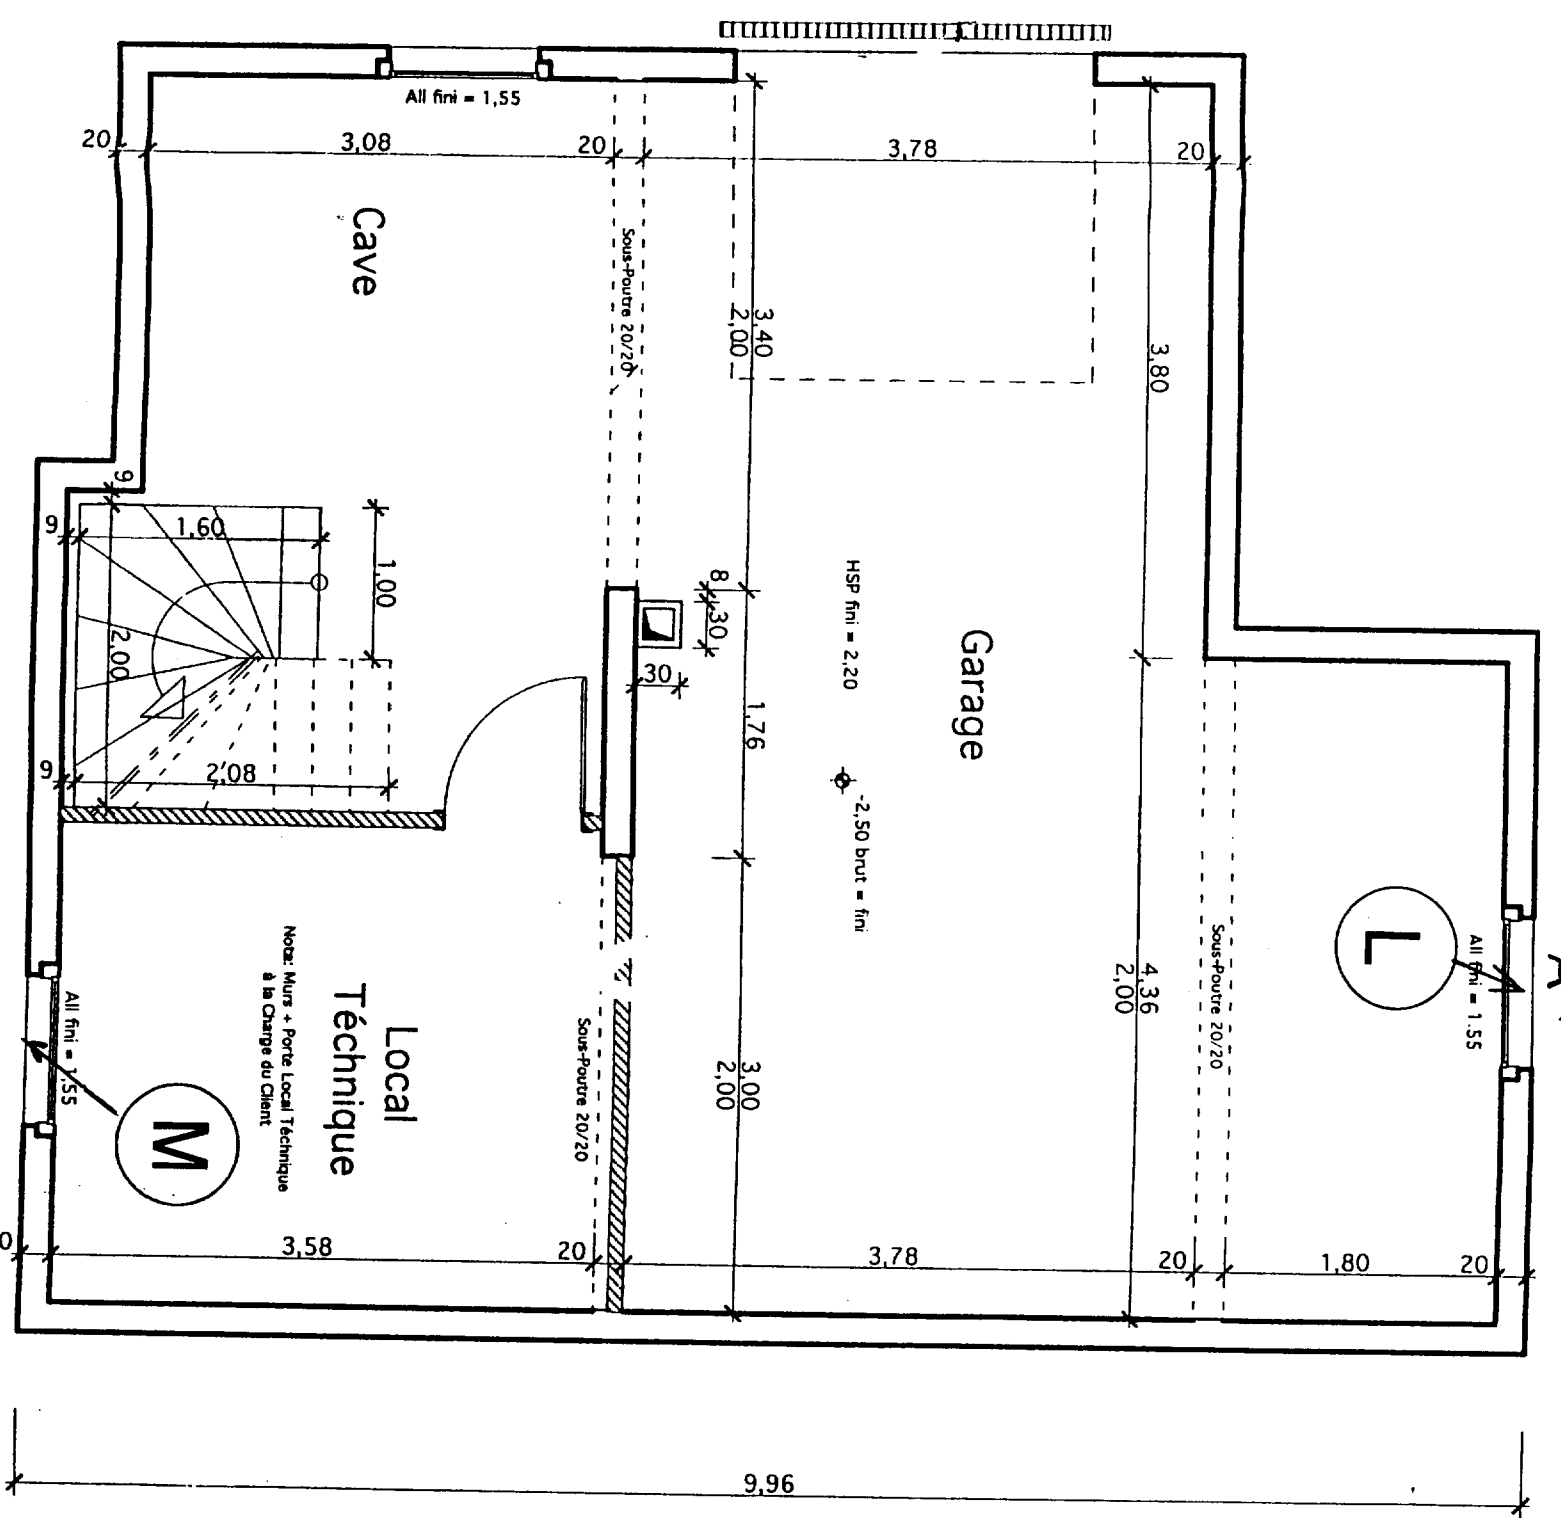 All fini = 1,55
20
3,08
20
3,78
20
Cave
Sous-Poutre 20/20
3,40
2,00
3,80
9
9
1,60
1,00
2,00
8
30
30
HSP fini = 2,20
Garage
1,76
9
2,08
-2,50 brut = fini
L
All fini = 1.55
A
Sous-Poutre 20/20
4,36
2,00
3,00
2,00
Local
Téchnique
Nota: Murs + Porte Local Téchnique
à la Charge du Client
Sous-Poutre 20/20
All fini = 1,55
M
0
3,58
20
3,78
20
1,80
20
9,96